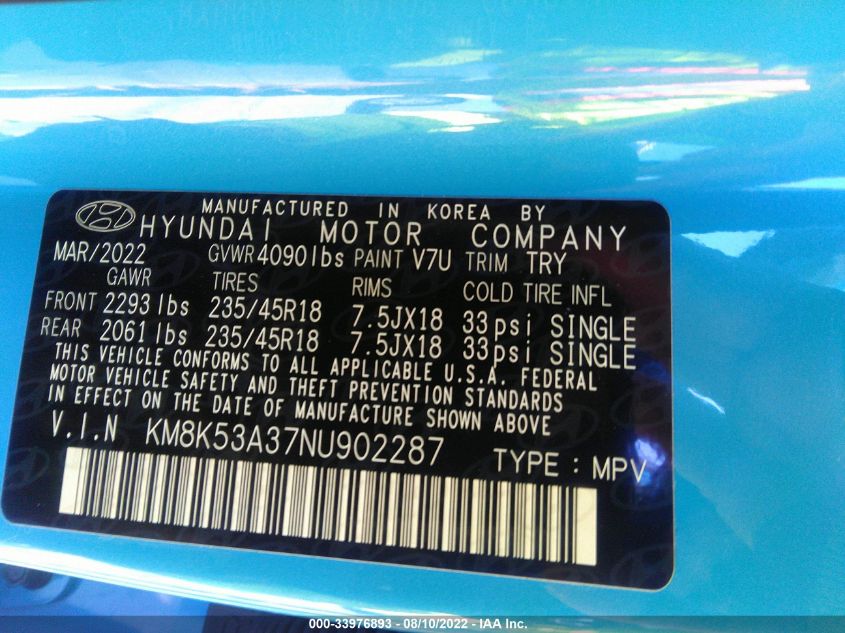 MANUFACTURED IN KOREA BY
HYUNDAI MOTOR COMPANY
MAR/2022 GVWR 4090 lbs PAINT V7U TRIM TRY
GAWR TIRES RIMS COLD TIRE INFL
FRONT 2293 lbs 235/45R18 7.5JX18 33psi SINGLE
REAR 2061 lbs 235/45R18 7.5JX18 33psi SINGLE
THIS VEHICLE CONFORMS TO ALL APPLICABLE U.S.A. FEDERAL
MOTOR VEHICLE SAFETY AND THEFT PREVENTION STANDARDS
IN EFFECT ON THE DATE OF MANUFACTURE SHOWN ABOVE
V.I.N KM8K53A37NU902287 TYPE : MPV
000-33976893 - 08/10/2022 - IAA Inc.